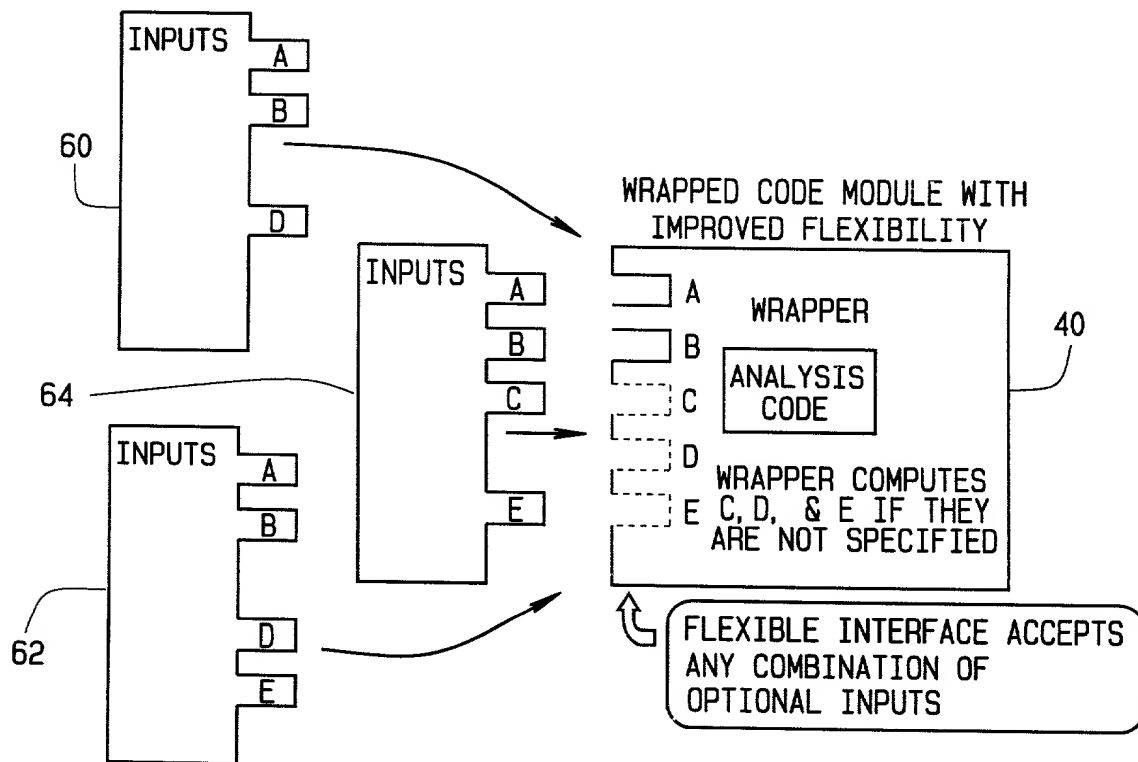 INPUTS
A
B
D
60
INPUTS
A
B
C
E
64
INPUTS
A
B
D
E
62
WRAPPED CODE MODULE WITH
IMPROVED FLEXIBILITY
A
B
C
D
E
WRAPPER
ANALYSIS
CODE
WRAPPER COMPUTES
C, D, & E IF THEY
ARE NOT SPECIFIED
40
FLEXIBLE INTERFACE ACCEPTS
ANY COMBINATION OF
OPTIONAL INPUTS